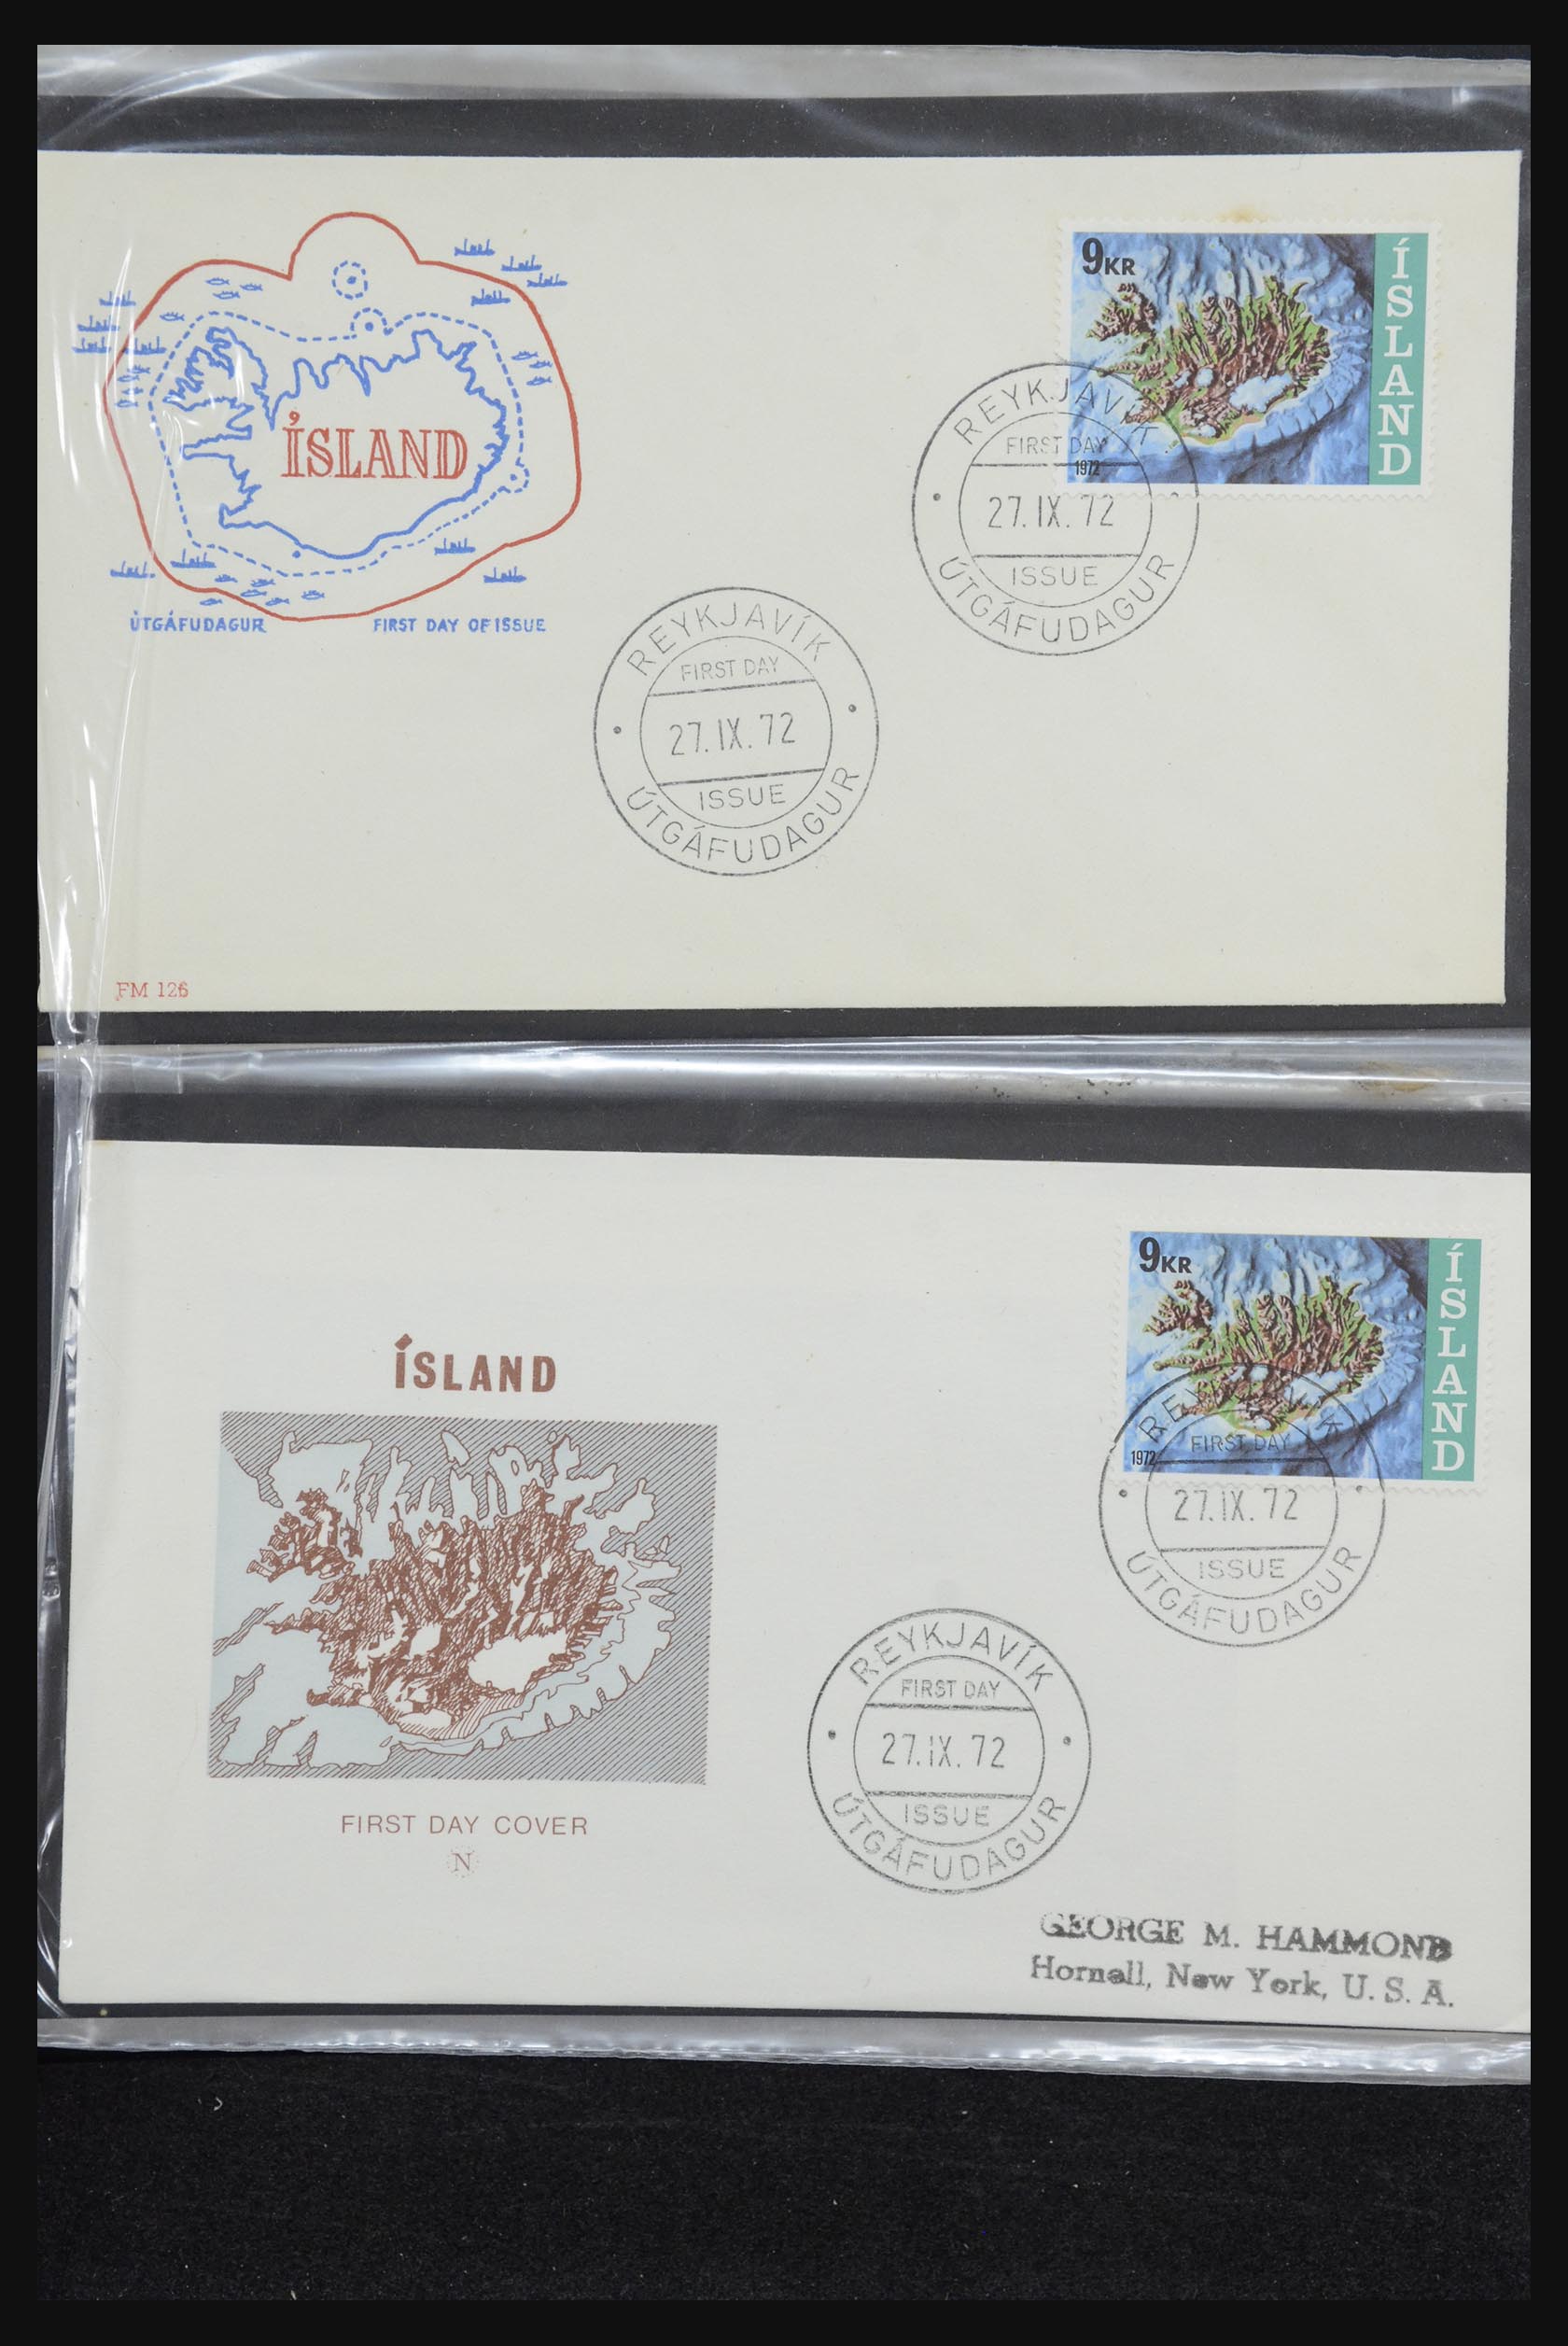 9KR
ÍSLAND
1972
REYKJAVÍK
FIRST DAY
27. IX. 72
ISSUE
ÚTGÁFUDAGUR
ÍSLAND
ÚTGÁFUDAGUR FIRST DAY OF ISSUE
REYKJAVÍK
FIRST DAY
27. IX. 72
ISSUE
ÚTGÁFUDAGUR
FM 126
9KR
ÍSLAND
1972
REYKJAVÍK
FIRST DAY
27. IX. 72
ISSUE
ÚTGÁFUDAGUR
ÍSLAND
FIRST DAY COVER
N
REYKJAVÍK
FIRST DAY
27. IX. 72
ISSUE
ÚTGÁFUDAGUR
GEORGE M. HAMMOND
Hornell, New York, U. S. A.